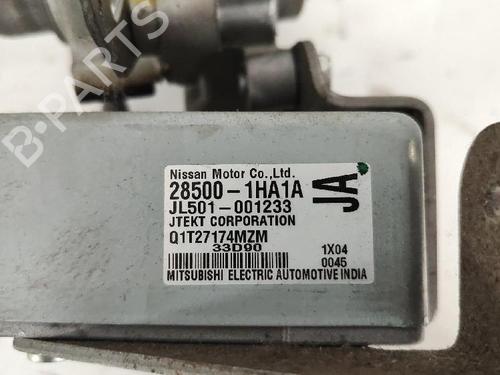 B-PARTS
Nissan Motor Co.,Ltd.
28500-1HA1A
JA
JL501-001233
JTEKT CORPORATION
Q1T27174MZM
33D90
1X04
0045
MITSUBISHI ELECTRIC AUTOMOTIVE INDIA